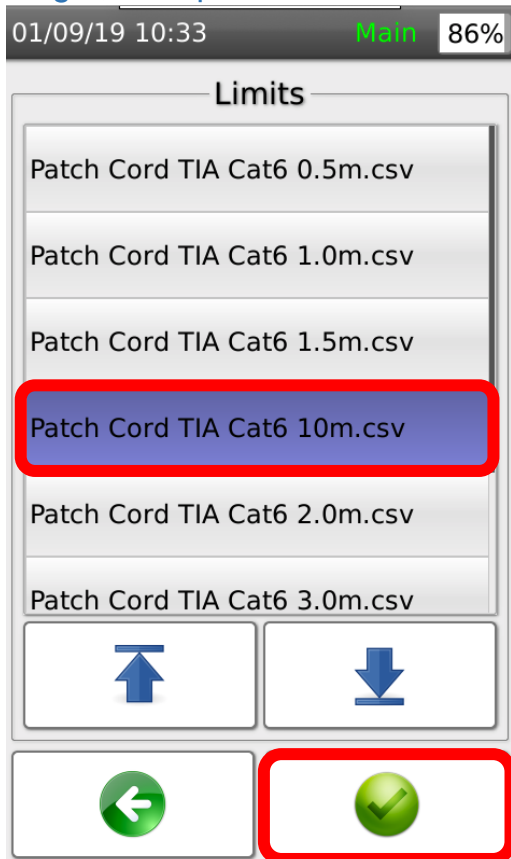 01/09/19 10:33 Main 86%
Limits
Patch Cord TIA Cat6 0.5m.csv
Patch Cord TIA Cat6 1.0m.csv
Patch Cord TIA Cat6 1.5m.csv
Patch Cord TIA Cat6 10m.csv
Patch Cord TIA Cat6 2.0m.csv
Patch Cord TIA Cat6 3.0m.csv